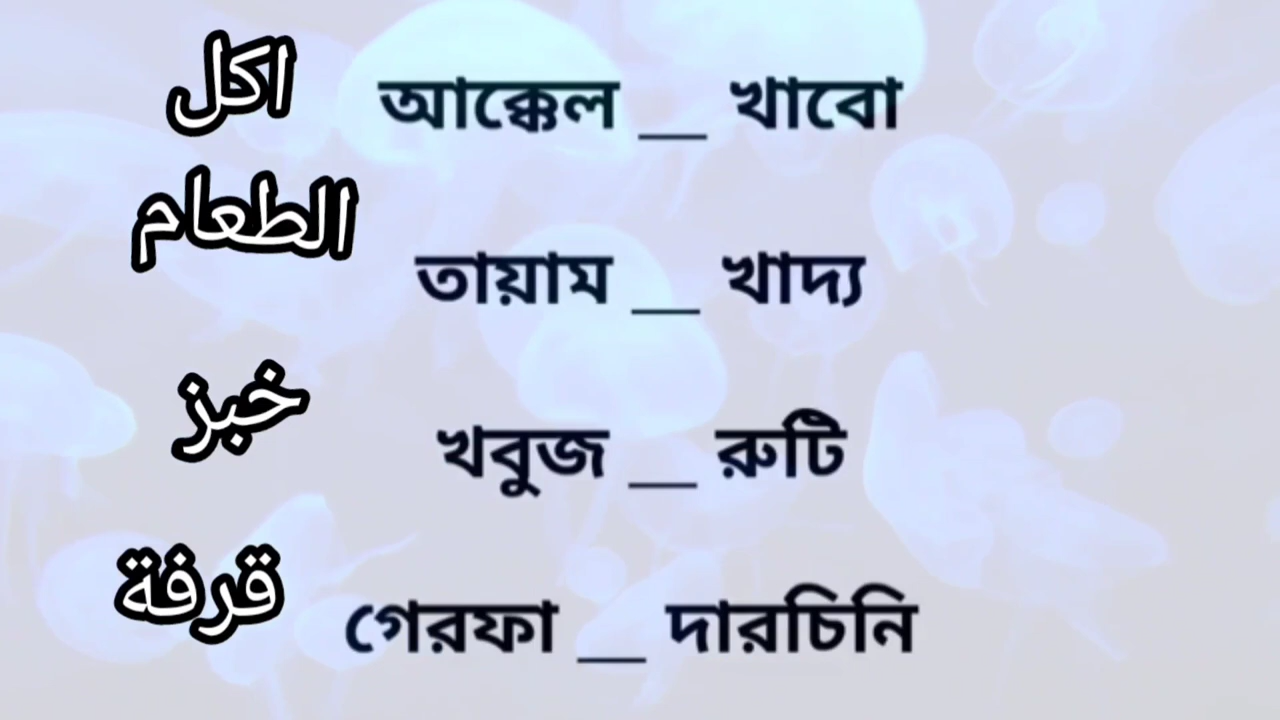 اكل আক্কেল __ খাবো
الطعام তায়াম __ খাদ্য
خبز খবুজ __ রুটি
قرفة গেরফা __ দারচিনি